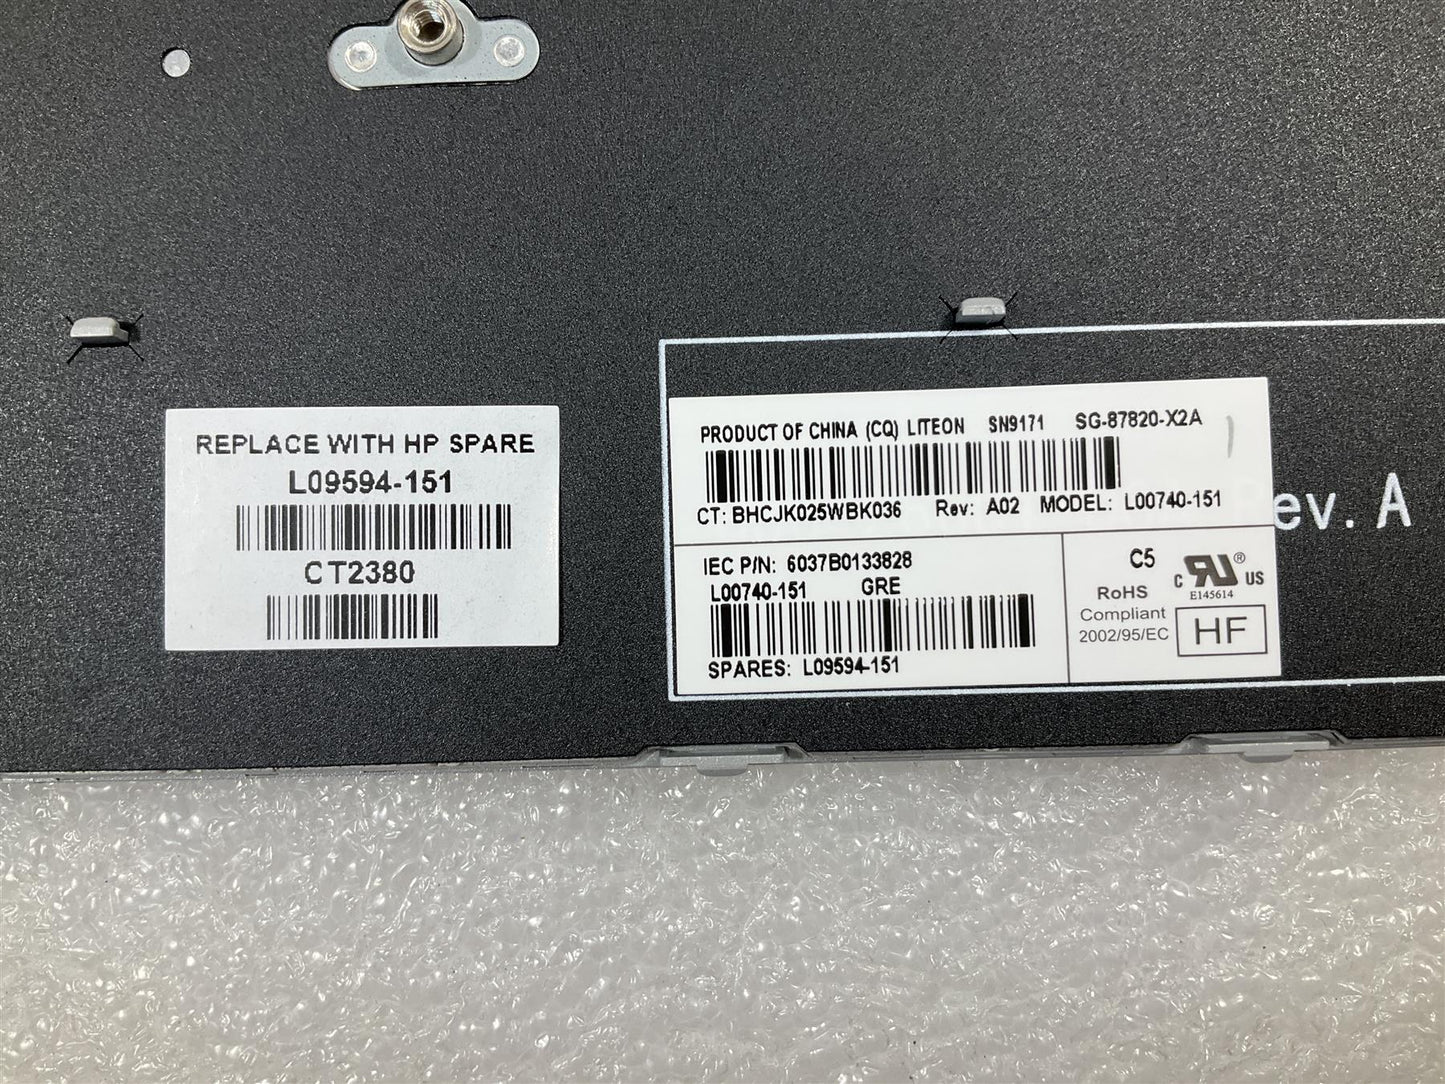 REPLACE WITH HP SPARE
L09594-151
CT2380
PRODUCT OF CHINA (CQ) LITEON SN9171 SG-87820-X2A
CT: BHCJK025WBK036 Rev: A02 MODEL: L00740-151
IEC P/N: 6037B0133828
L00740-151 GRE
SPARES: L09594-151
C5
RoHS
Compliant
2002/95/EC
C RU ® US
E145614
HF
ev. A